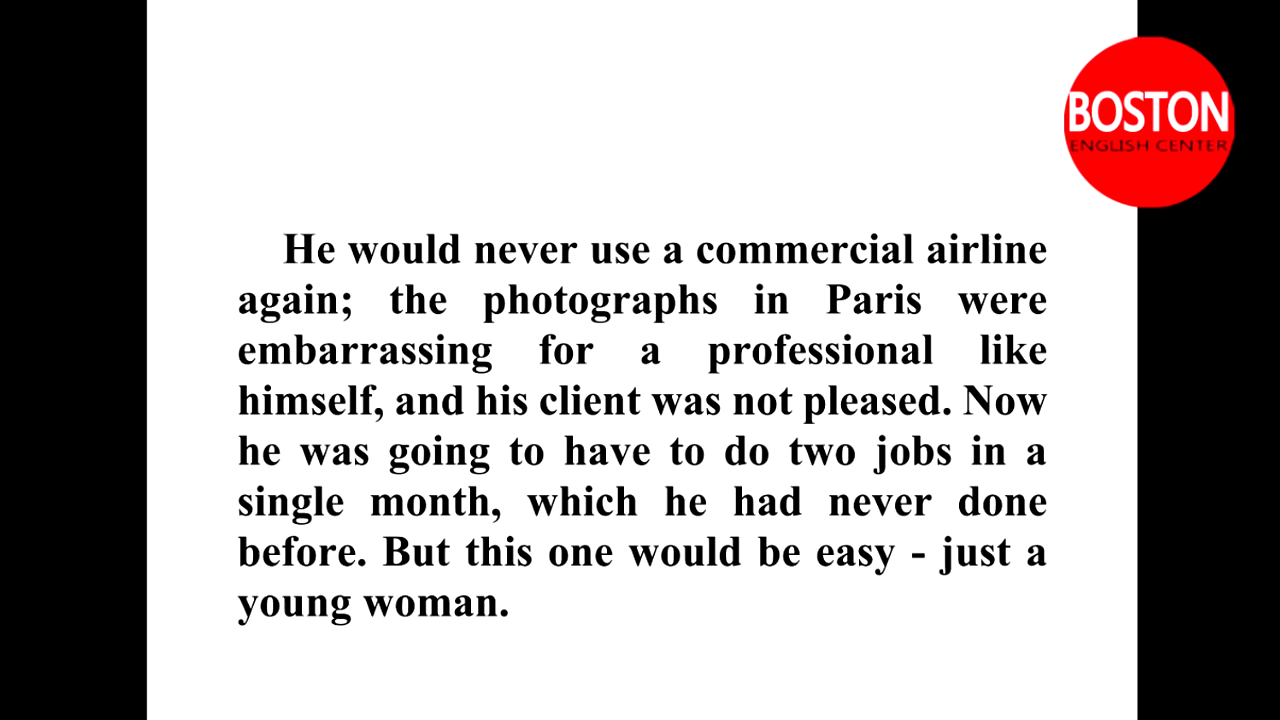 BOSTON
ENGLISH CENTER
He would never use a commercial airline
again; the photographs in Paris were
embarrassing for a professional like
himself, and his client was not pleased. Now
he was going to have to do two jobs in a
single month, which he had never done
before. But this one would be easy - just a
young woman.